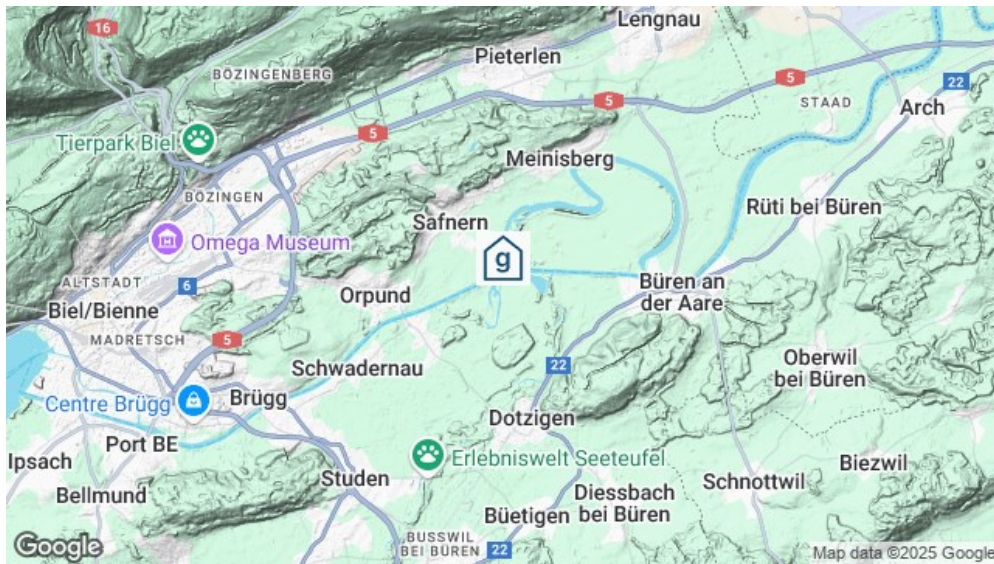 Lengnau
16
Pieterlen
BÖZINGENBERG
5
22
5
STAAD
Arch
5
Tierpark Biel
Meinisberg
BÖZINGEN
Rüti bei Büren
Safnern
Omega Museum
g
ALTSTADT
6
Orpund
Büren an
der Aare
Biel/Bienne
MADRETSCH
5
Schwadernau
22
Oberwil
bei Büren
Centre Brügg
Brügg
Dotzigen
Port BE
Ipsach
Erlebniswelt Seeteufel
Biezwil
Bellmund
Studen
Schnottwil
Diessbach
bei Büren
Büetigen
BUSSWIL
BEI BÜREN
22
Google
Map data ©2025 Google